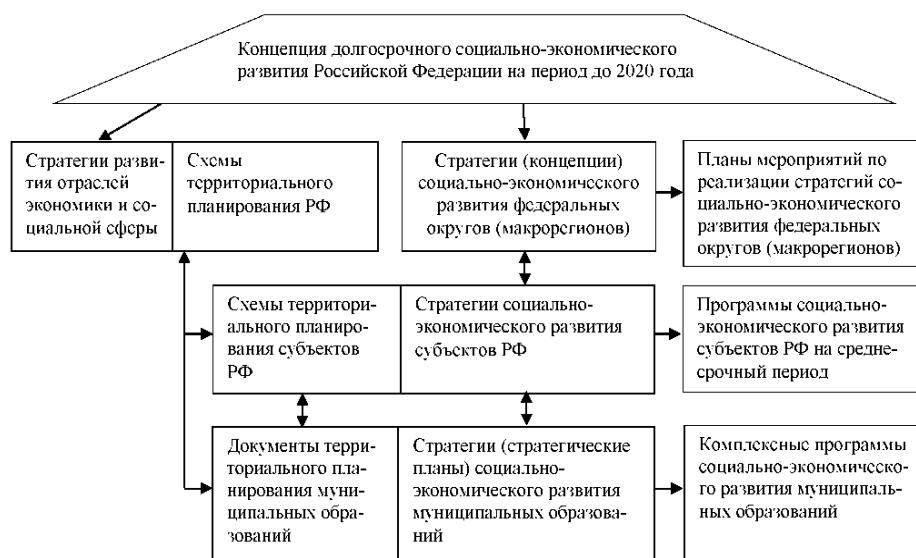 Концепция долгосрочного социально-экономического
развития Российской Федерации на период до 2020 года
Стратегии разви-
тия отраслей
экономики и со-
циальной сферы
Схемы
территориального
планирования РФ
Стратегии (концепции)
социально-экономического
развития федеральных
округов (макрорегионов)
Планы мероприятий по
реализации стратегий со-
циально-экономического
развития федеральных
округов (макрорегионов)
Схемы территори-
ального планиро-
вания субъектов
РФ
Стратегии социально-
экономического развития
субъектов РФ
Программы социально-
экономического развития
субъектов РФ на средне-
срочный период
Документы терри-
ториального пла-
нирования муни-
ципальных обра-
зований
Стратегии (стратегические
планы) социально-
экономического развития
муниципальных образова-
ний
Комплексные программы
социально-экономическо-
го развития муниципаль-
ных образований